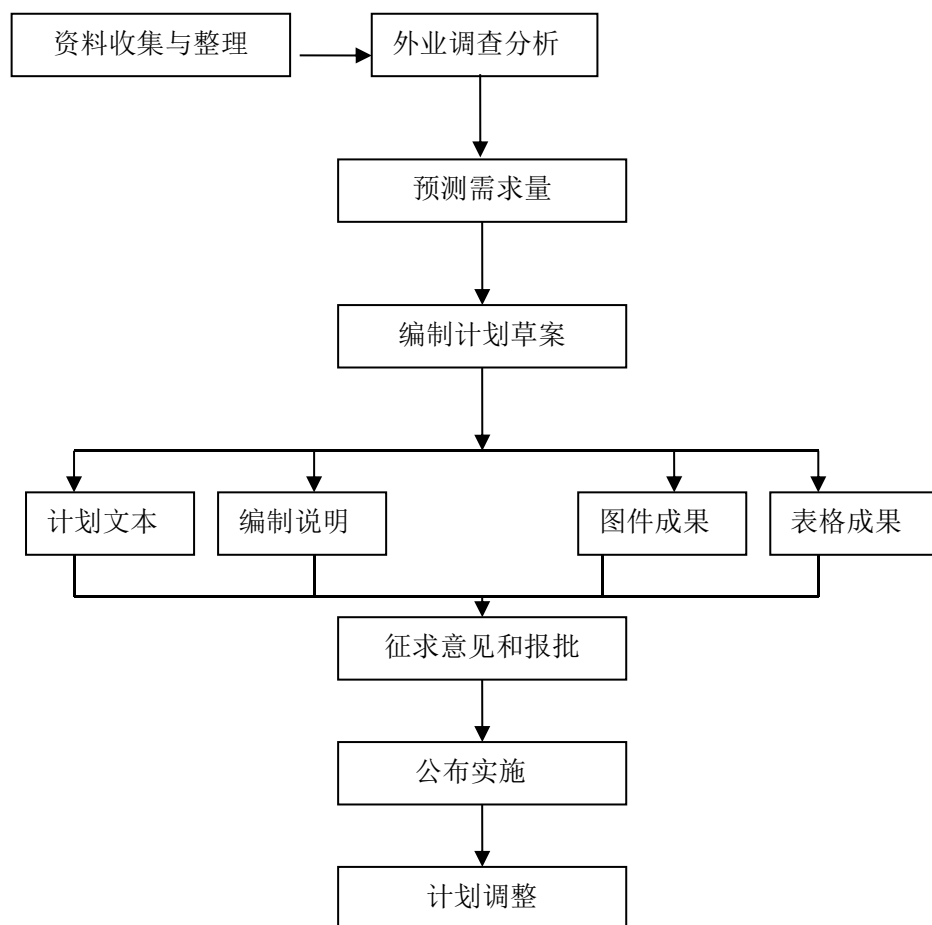 资料收集与整理
外业调查分析
预测需求量
编制计划草案
计划文本
编制说明
图件成果
表格成果
征求意见和报批
公布实施
计划调整